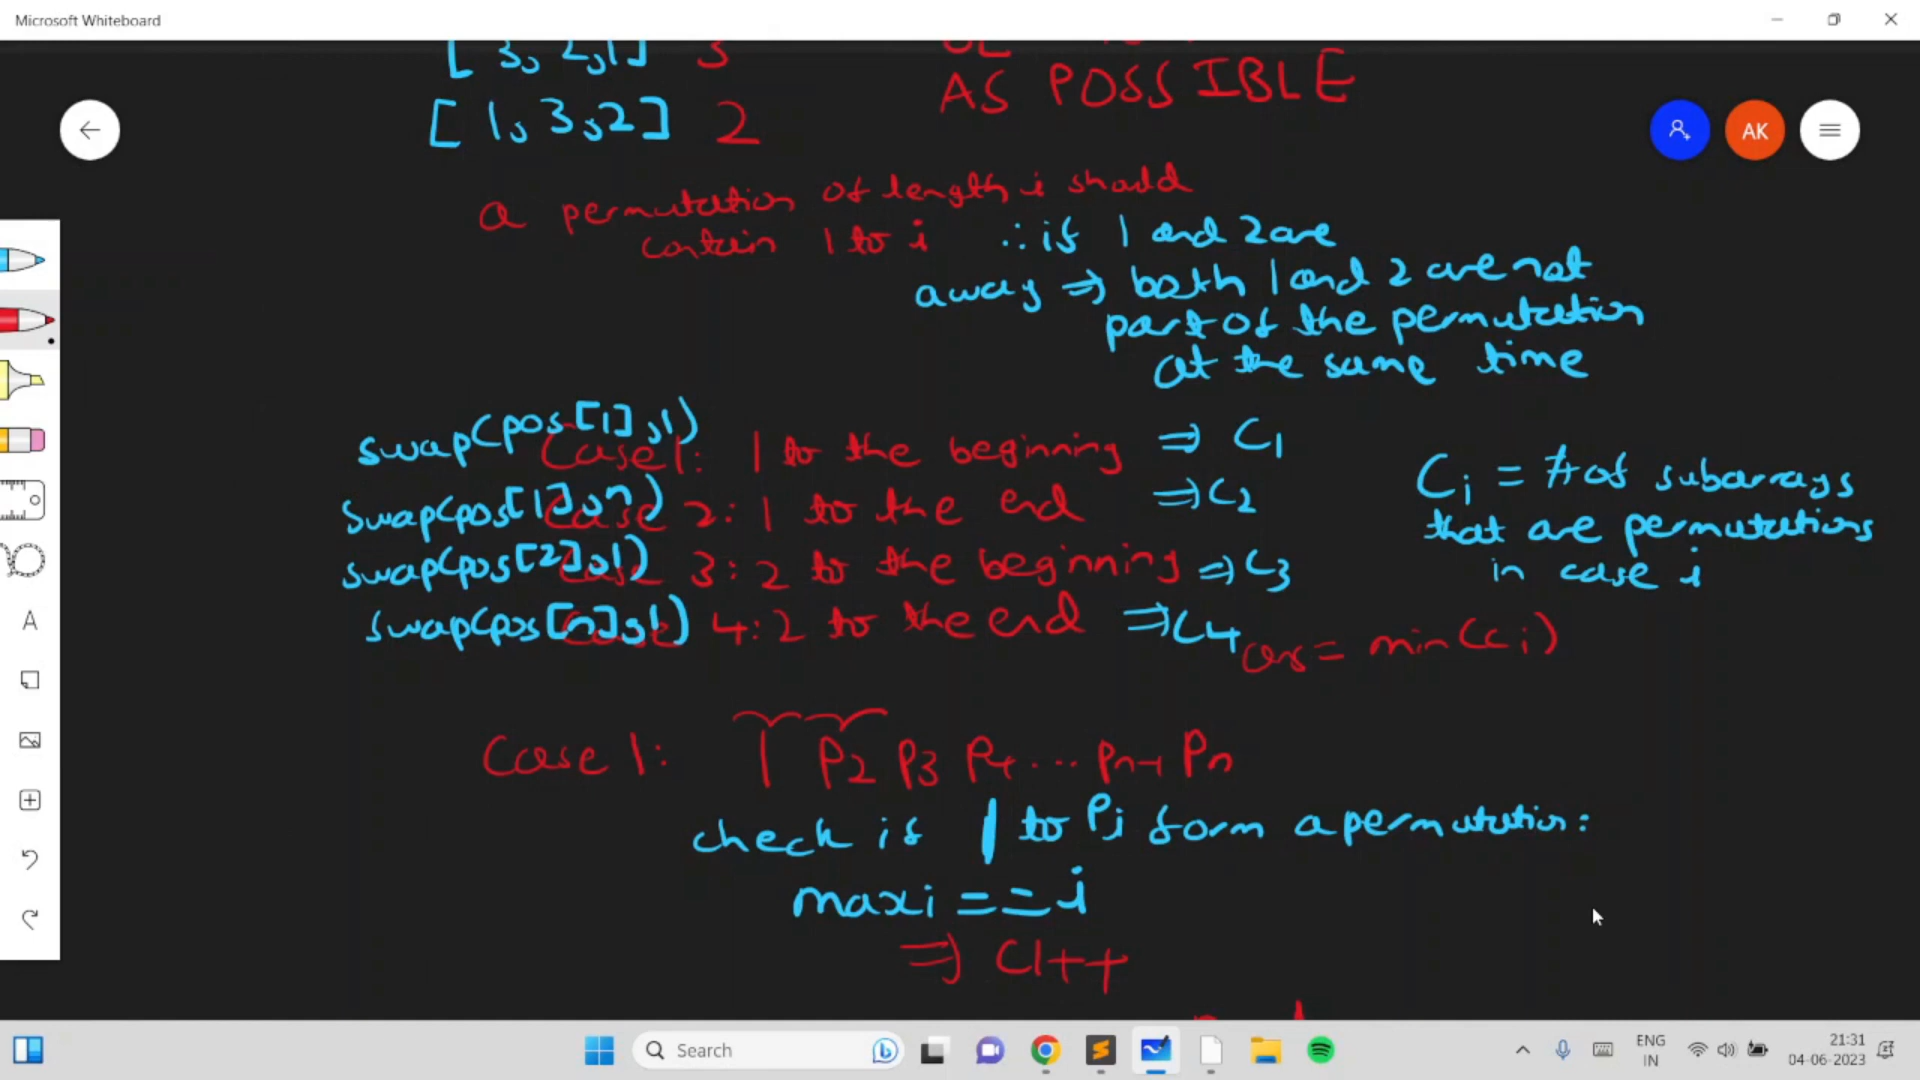 Microsoft Whiteboard
[ 3, 2,1] 3
AS POSSIBLE
[ 1, 3,2] 2
AK
a permutation of length i should
contain 1 to i
∴ if 1 and 2 are
away => both 1 and 2 are not
part of the permutation
at the same time
swap(pos[1],1)
Case 1: 1 to the beginning => C1
swap(pos[1],n)
Case 2: 1 to the end => C2
swap(pos[2],1)
Case 3: 2 to the beginning => C3
swap(pos[n],1)
Case 4: 2 to the end => C4
Ci = # of subarrays
that are permutations
in case i
ans = min(Ci)
Case 1: 1 P2 P3 P4 ... Pn-1 Pn
check if 1 to Pi form a permutation:
maxi == i
=> C1++
A
Search
ENG
IN
21:31
04-06-2023